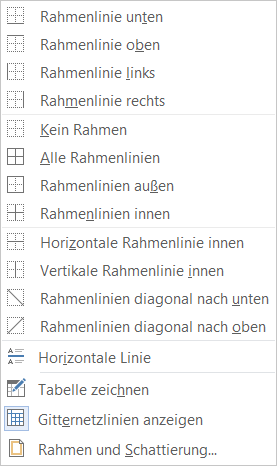 Rahmenlinie unten
Rahmenlinie oben
Rahmenlinie links
Rahmenlinie rechts
Kein Rahmen
Alle Rahmenlinien
Rahmenlinien außen
Rahmenlinien innen
Horizontale Rahmenlinie innen
Vertikale Rahmenlinie innen
Rahmenlinien diagonal nach unten
Rahmenlinien diagonal nach oben
Horizontale Linie
Tabelle zeichnen
Gitternetzlinien anzeigen
Rahmen und Schattierung...